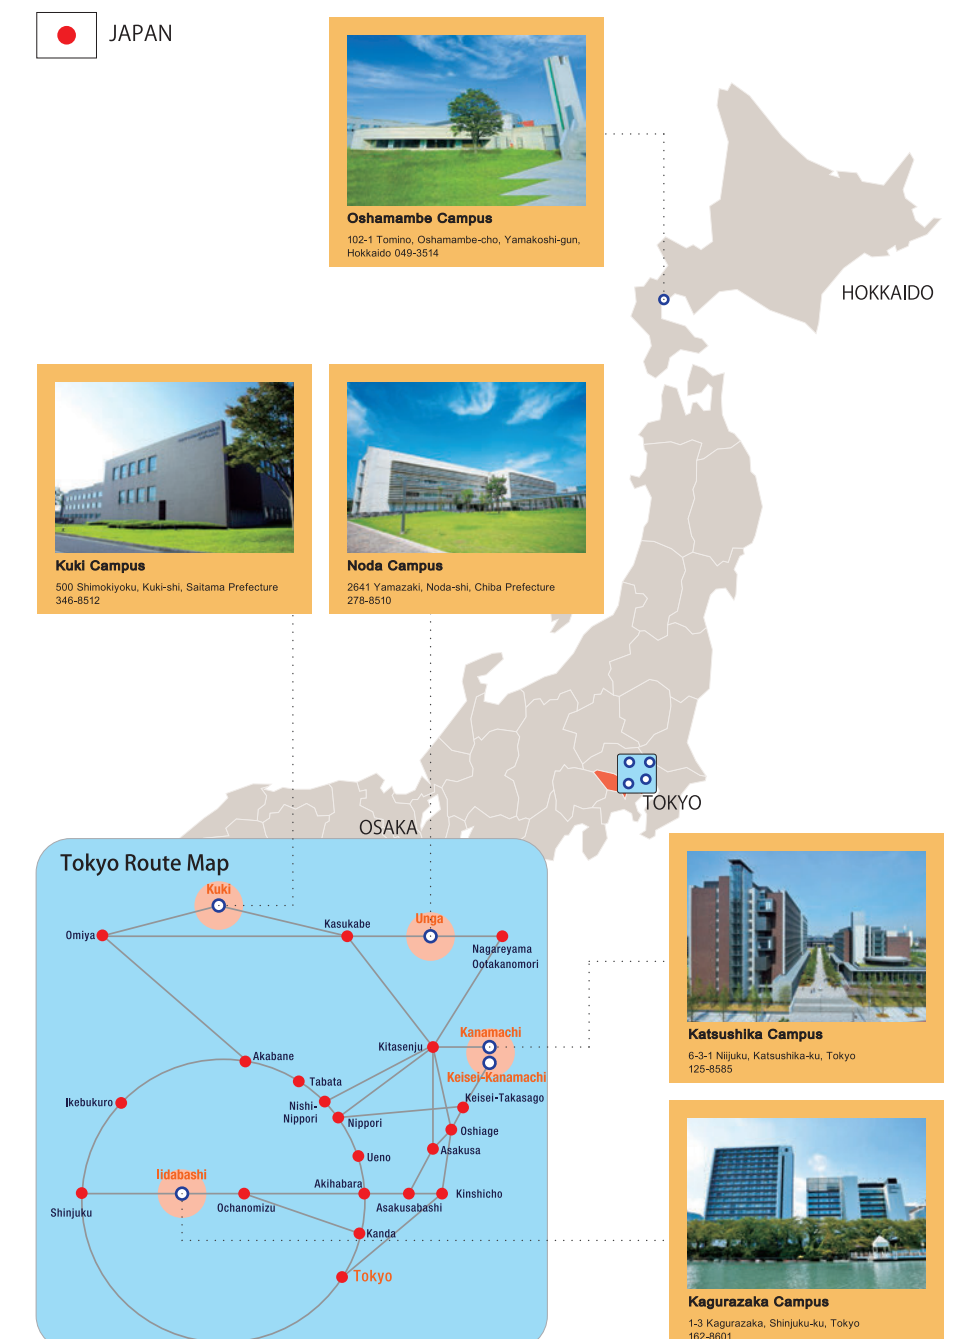 JAPAN
Oshamambe Campus
102-1 Tomino, Oshamambe-cho, Yamakoshi-gun,
Hokkaido 049-3514
HOKKAIDO
Kuki Campus
500 Shimokiyoku, Kuki-shi, Saitama Prefecture
346-8512
Noda Campus
2641 Yamazaki, Noda-shi, Chiba Prefecture
278-8510
TOKYO
OSAKA
Tokyo Route Map
Kuki
Omiya
Kasukabe
Unga
Nagareyama
Ootakanomori
Kitasenju
Kanamachi
Keisei-Kanamachi
Akabane
Tabata
Ikebukuro
Nishi-
Nippori
Nippori
Keisei-Takasago
Oshiage
Asakusa
Ueno
Iidabashi
Akihabara
Shinjuku
Ochanomizu
Asakusabashi
Kinshicho
Kanda
Tokyo
Katsushika Campus
6-3-1 Niijuku, Katsushika-ku, Tokyo
125-8585
Kagurazaka Campus
1-3 Kagurazaka, Shinjuku-ku, Tokyo
162-8601